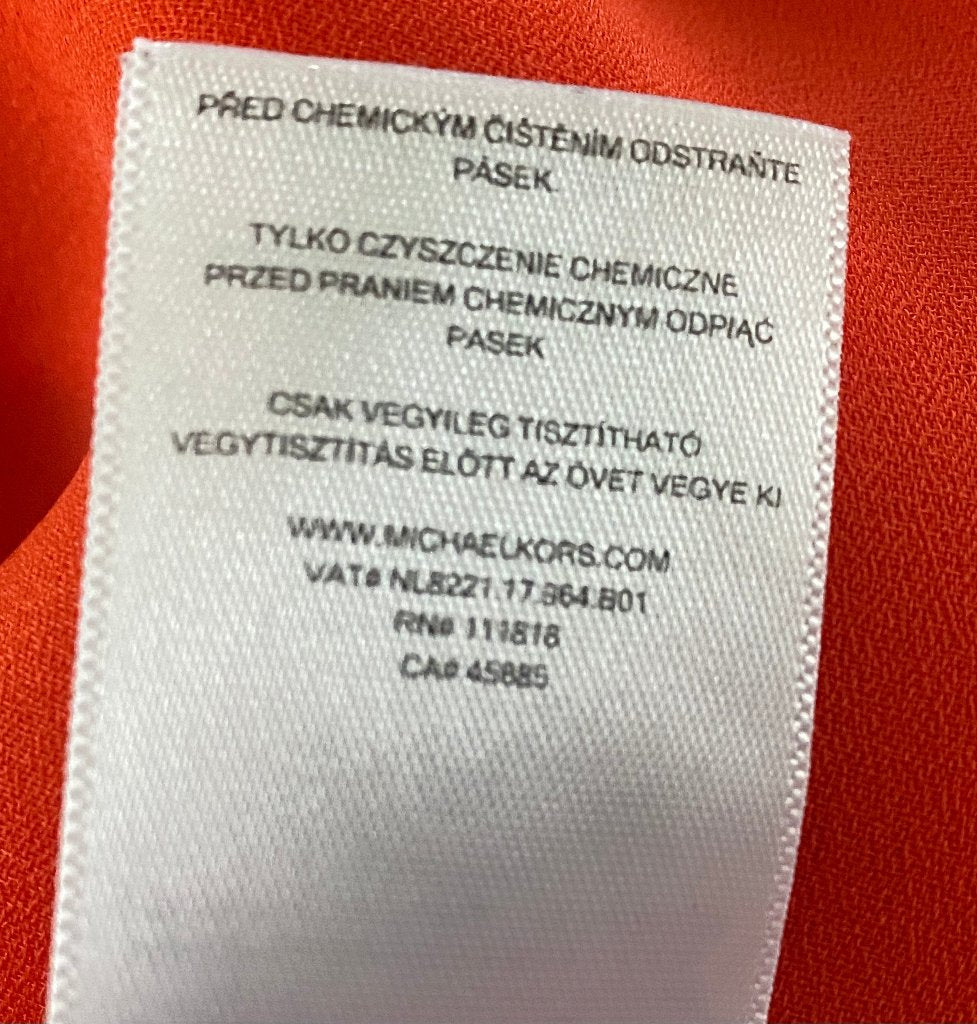 PŘED CHEMICKÝM ČIŠTĚNÍM ODSTRAŇTE
PÁSEK
TYLKO CZYSZCZENIE CHEMICZNE
PRZED PRANIEM CHEMICZNYM ODPIĄĆ
PASEK
CSAK VEGYILEG TISZTÍTHATÓ
VEGYTISZTÍTÁS ELŐTT AZ ÖVET VEGYE KI
WWW.MICHAELKORS.COM
VAT# NL8221.17.864.B01
RN# 111818
CA# 45885